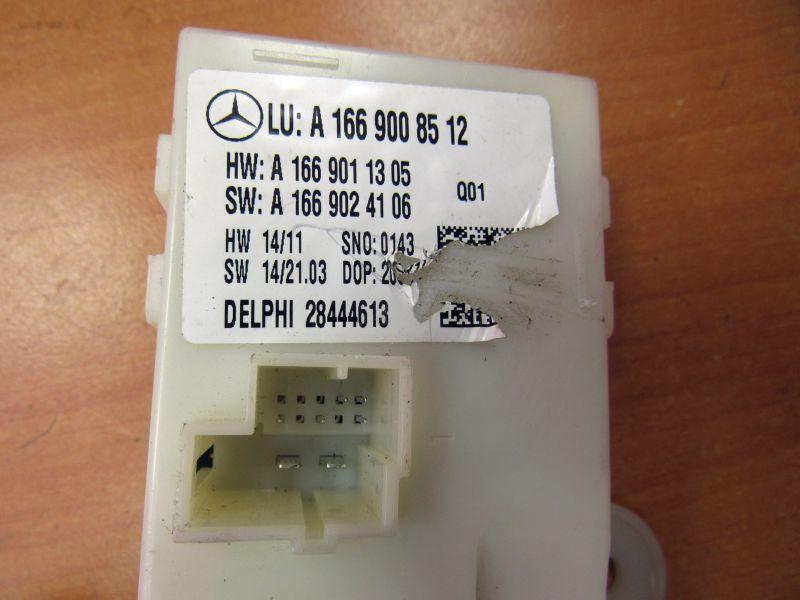 LU: A 166 900 85 12
HW: A 166 901 13 05
SW: A 166 902 41 06
Q01
HW 14/11 SNO: 0143
SW 14/21.03 DOP:
DELPHI 28444613